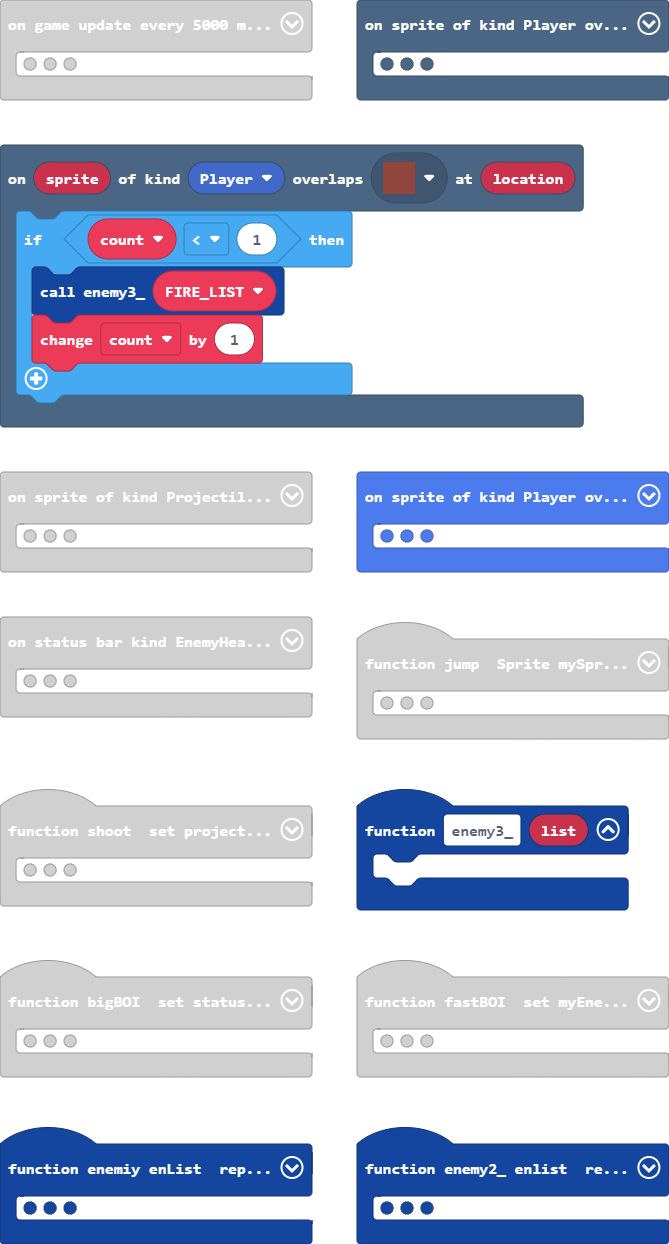 on game update every 5000 m...
on sprite of kind Player ov...
on sprite of kind Player overlaps at location
if count < 1 then
call enemy3_ FIRE_LIST
change count by 1
on sprite of kind Projectil...
on sprite of kind Player ov...
on status bar kind EnemyHea...
function jump Sprite mySpr...
function shoot set project...
function enemy3_ list
function bigBOI set status...
function fastBOI set myEne...
function enemiy enList rep...
function enemy2_ enlist re...